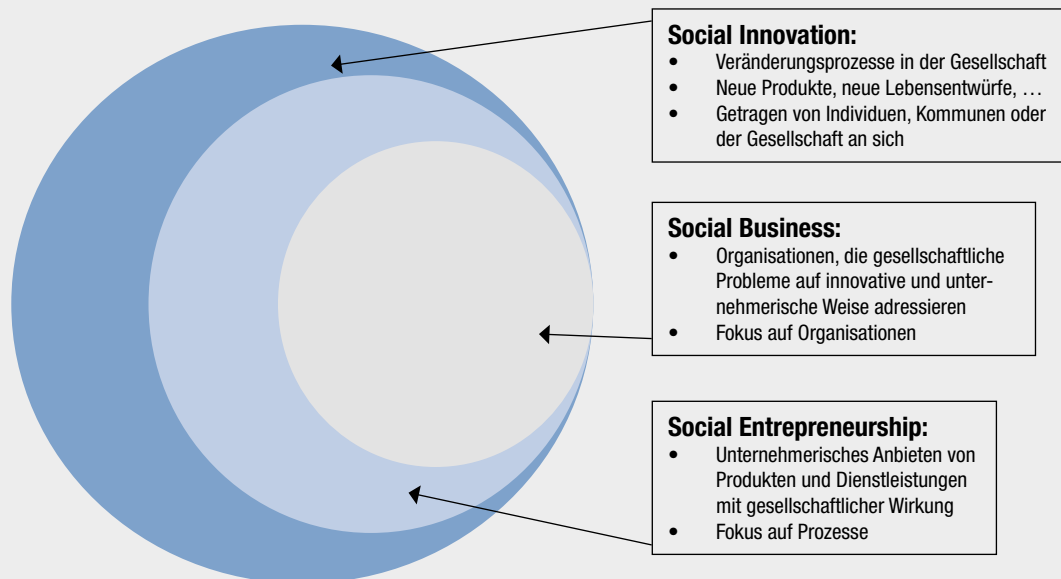 Social Innovation:
• Veränderungsprozesse in der Gesellschaft
• Neue Produkte, neue Lebensentwürfe, …
• Getragen von Individuen, Kommunen oder
der Gesellschaft an sich
Social Business:
• Organisationen, die gesellschaftliche
Probleme auf innovative und unter-
nehmerische Weise adressieren
• Fokus auf Organisationen
Social Entrepreneurship:
• Unternehmerisches Anbieten von
Produkten und Dienstleistungen
mit gesellschaftlicher Wirkung
• Fokus auf Prozesse